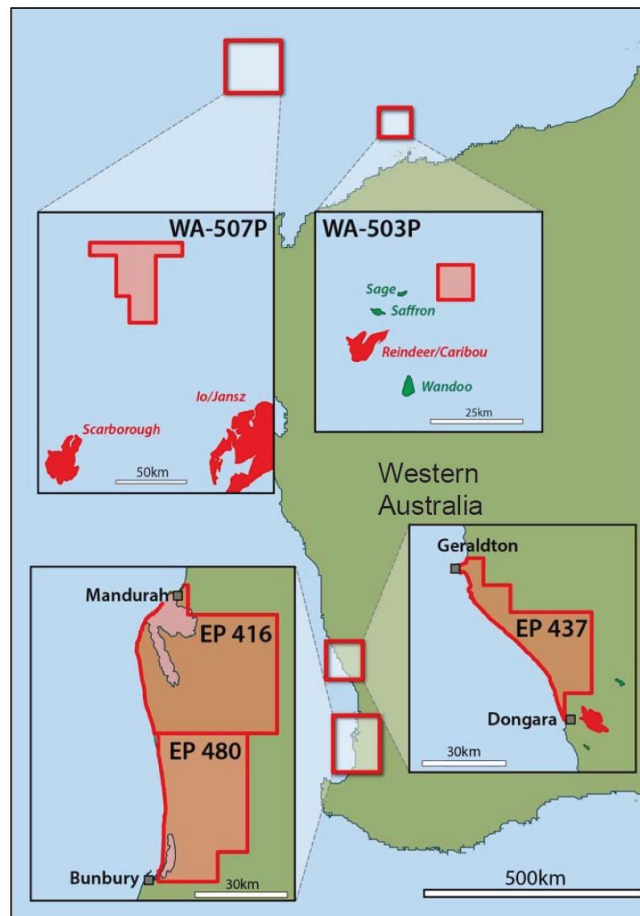 WA-507P
Scarborough
Io/Jansz
50km
WA-503P
Sage
Saffron
Reindeer/Caribou
Wandoo
25km
Western
Australia
Mandurah
EP 416
EP 480
Bunbury
30km
Geraldton
EP 437
Dongara
30km
500km